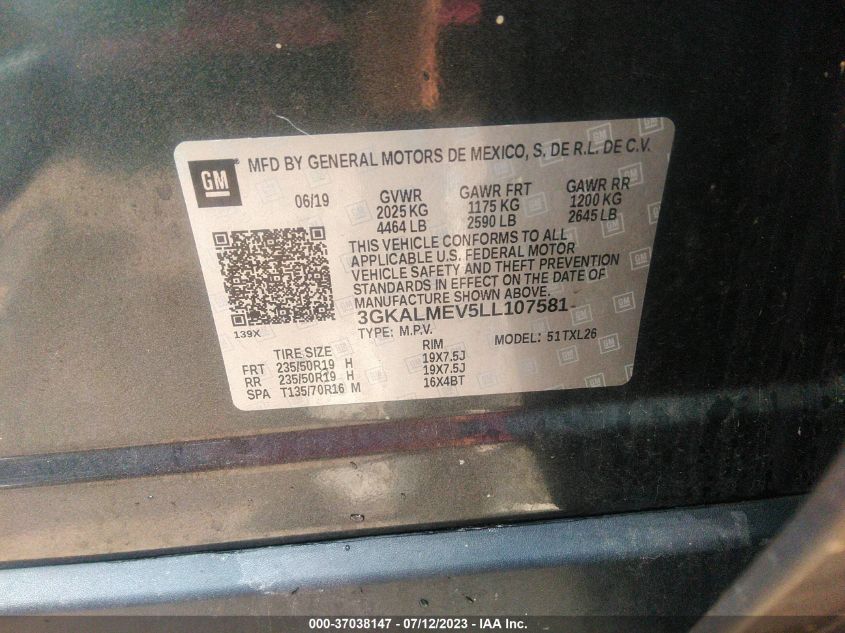 GM ® MFD BY GENERAL MOTORS DE MEXICO, S. DE R.L. DE C.V.
06/19 GVWR GAWR FRT GAWR RR
2025 KG 1175 KG 1200 KG
4464 LB 2590 LB 2645 LB
THIS VEHICLE CONFORMS TO ALL
APPLICABLE U.S. FEDERAL MOTOR
VEHICLE SAFETY AND THEFT PREVENTION
STANDARDS IN EFFECT ON THE DATE OF
MANUFACTURE SHOWN ABOVE.
3GKALMEV5LL107581
139X
TYPE: M.P.V. MODEL: 51TXL26
TIRE SIZE RIM
FRT 235/50R19 H 19X7.5J
RR 235/50R19 H 19X7.5J
SPA T135/70R16 M 16X4BT
000-37038147 - 07/12/2023 - IAA Inc.